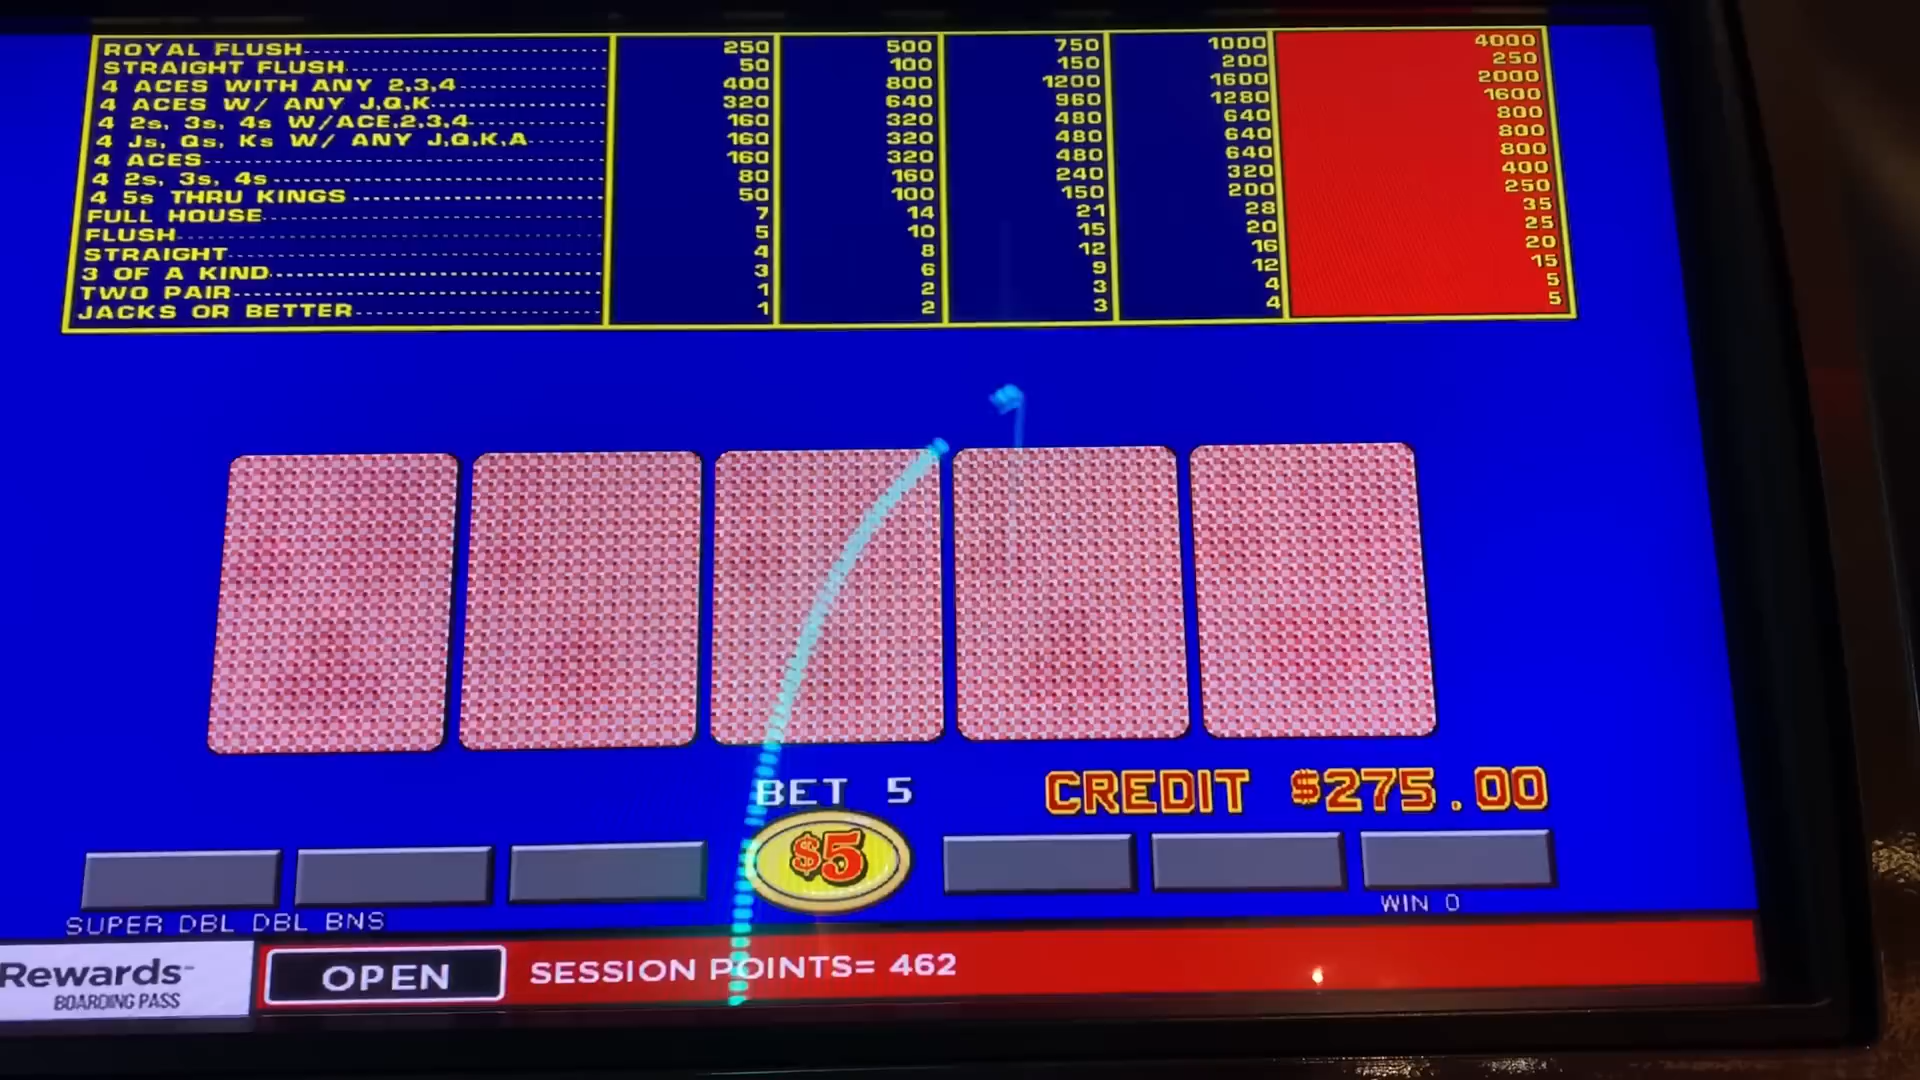 ROYAL FLUSH 250 500 750 1000 4000
STRAIGHT FLUSH 50 100 150 200 250
4 ACES WITH ANY 2,3,4 400 800 1200 1600 2000
4 ACES W/ ANY J,Q,K 320 640 960 1280 1600
4 2s, 3s, 4s W/ACE,2,3,4 160 320 480 640 800
4 Js, Qs, Ks W/ ANY J,Q,K,A 160 320 480 640 800
4 ACES 160 320 480 640 800
4 2s, 3s, 4s 80 160 240 320 400
4 5s THRU KINGS 50 100 150 200 250
FULL HOUSE 7 14 21 28 35
FLUSH 5 10 15 20 25
STRAIGHT 4 8 12 16 20
3 OF A KIND 3 6 9 12 15
TWO PAIR 1 2 3 4 5
JACKS OR BETTER 1 2 3 4 5
BET 5 CREDIT $275.00
$5
WIN 0
SUPER DBL DBL BNS
Rewards
BOARDING PASS
OPEN
SESSION POINTS= 462